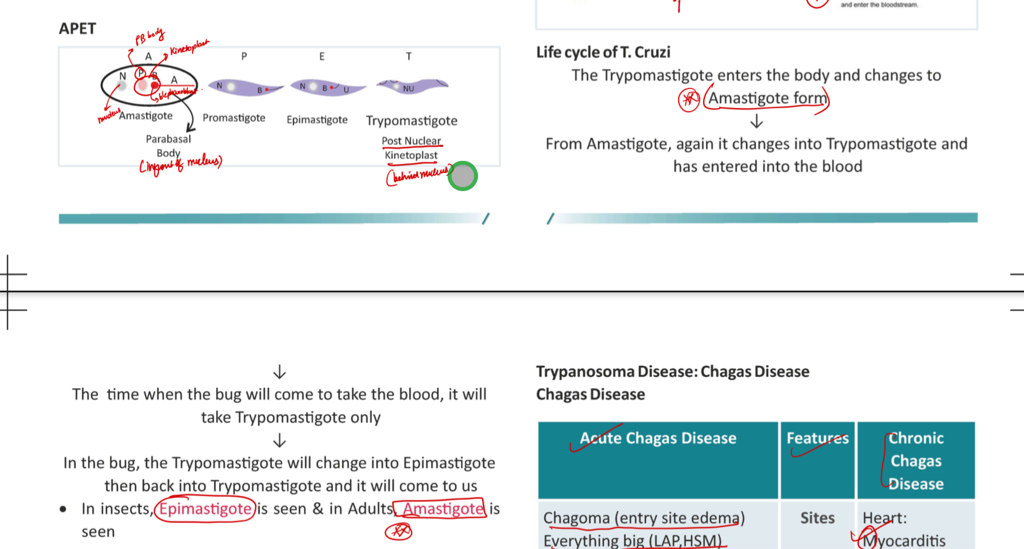 and enter the bloodstream.
APET
PB body
Kinetoplast
A
P
E
T
N
P
B
A
N
B
N
B
U
NU
Blepharoblast
nucleus
Amastigote
Promastigote
Epimastigote
Trypomastigote
Parabasal
Body
Post Nuclear
Kinetoplast
(behind nucleus)
of nucleus)
Life cycle of T. Cruzi
The Trypomastigote enters the body and changes to
Amastigote form
↓
From Amastigote, again it changes into Trypomastigote and
has entered into the blood
↓
The time when the bug will come to take the blood, it will
take Trypomastigote only
↓
In the bug, the Trypomastigote will change into Epimastigote
then back into Trypomastigote and it will come to us
• In insects, Epimastigote is seen & in Adults, Amastigote is
seen
Trypanosoma Disease: Chagas Disease
Chagas Disease
Acute Chagas Disease
Features
Chronic
Chagas
Disease
Chagoma (entry site edema)
Everything big (LAP,HSM)
Sites
Heart:
Myocarditis